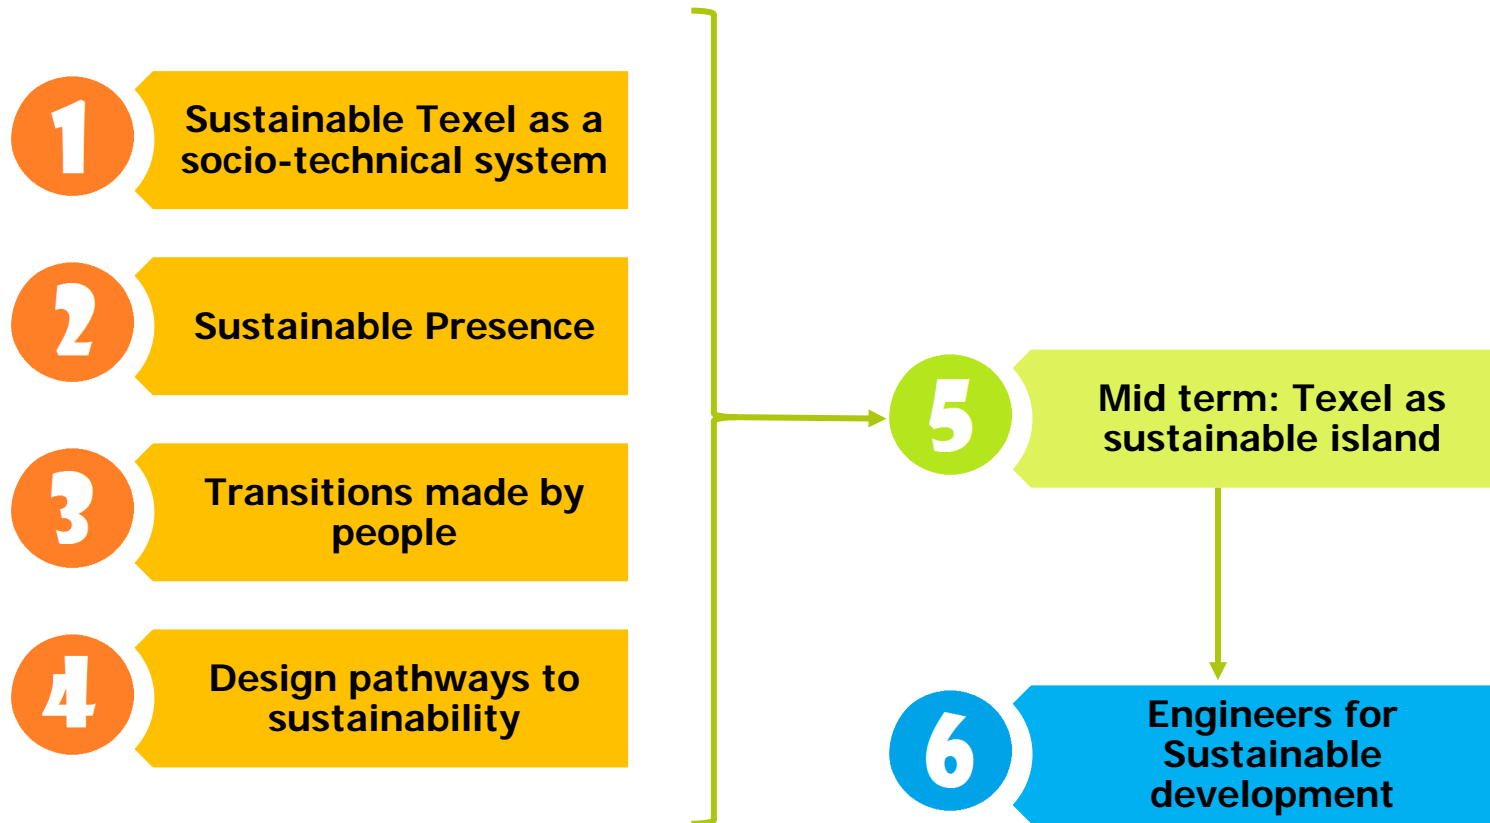 1
Sustainable Texel as a
socio-technical system
2
Sustainable Presence
3
Transitions made by
people
4
Design pathways to
sustainability
5
Mid term: Texel as
sustainable island
6
Engineers for
Sustainable
development